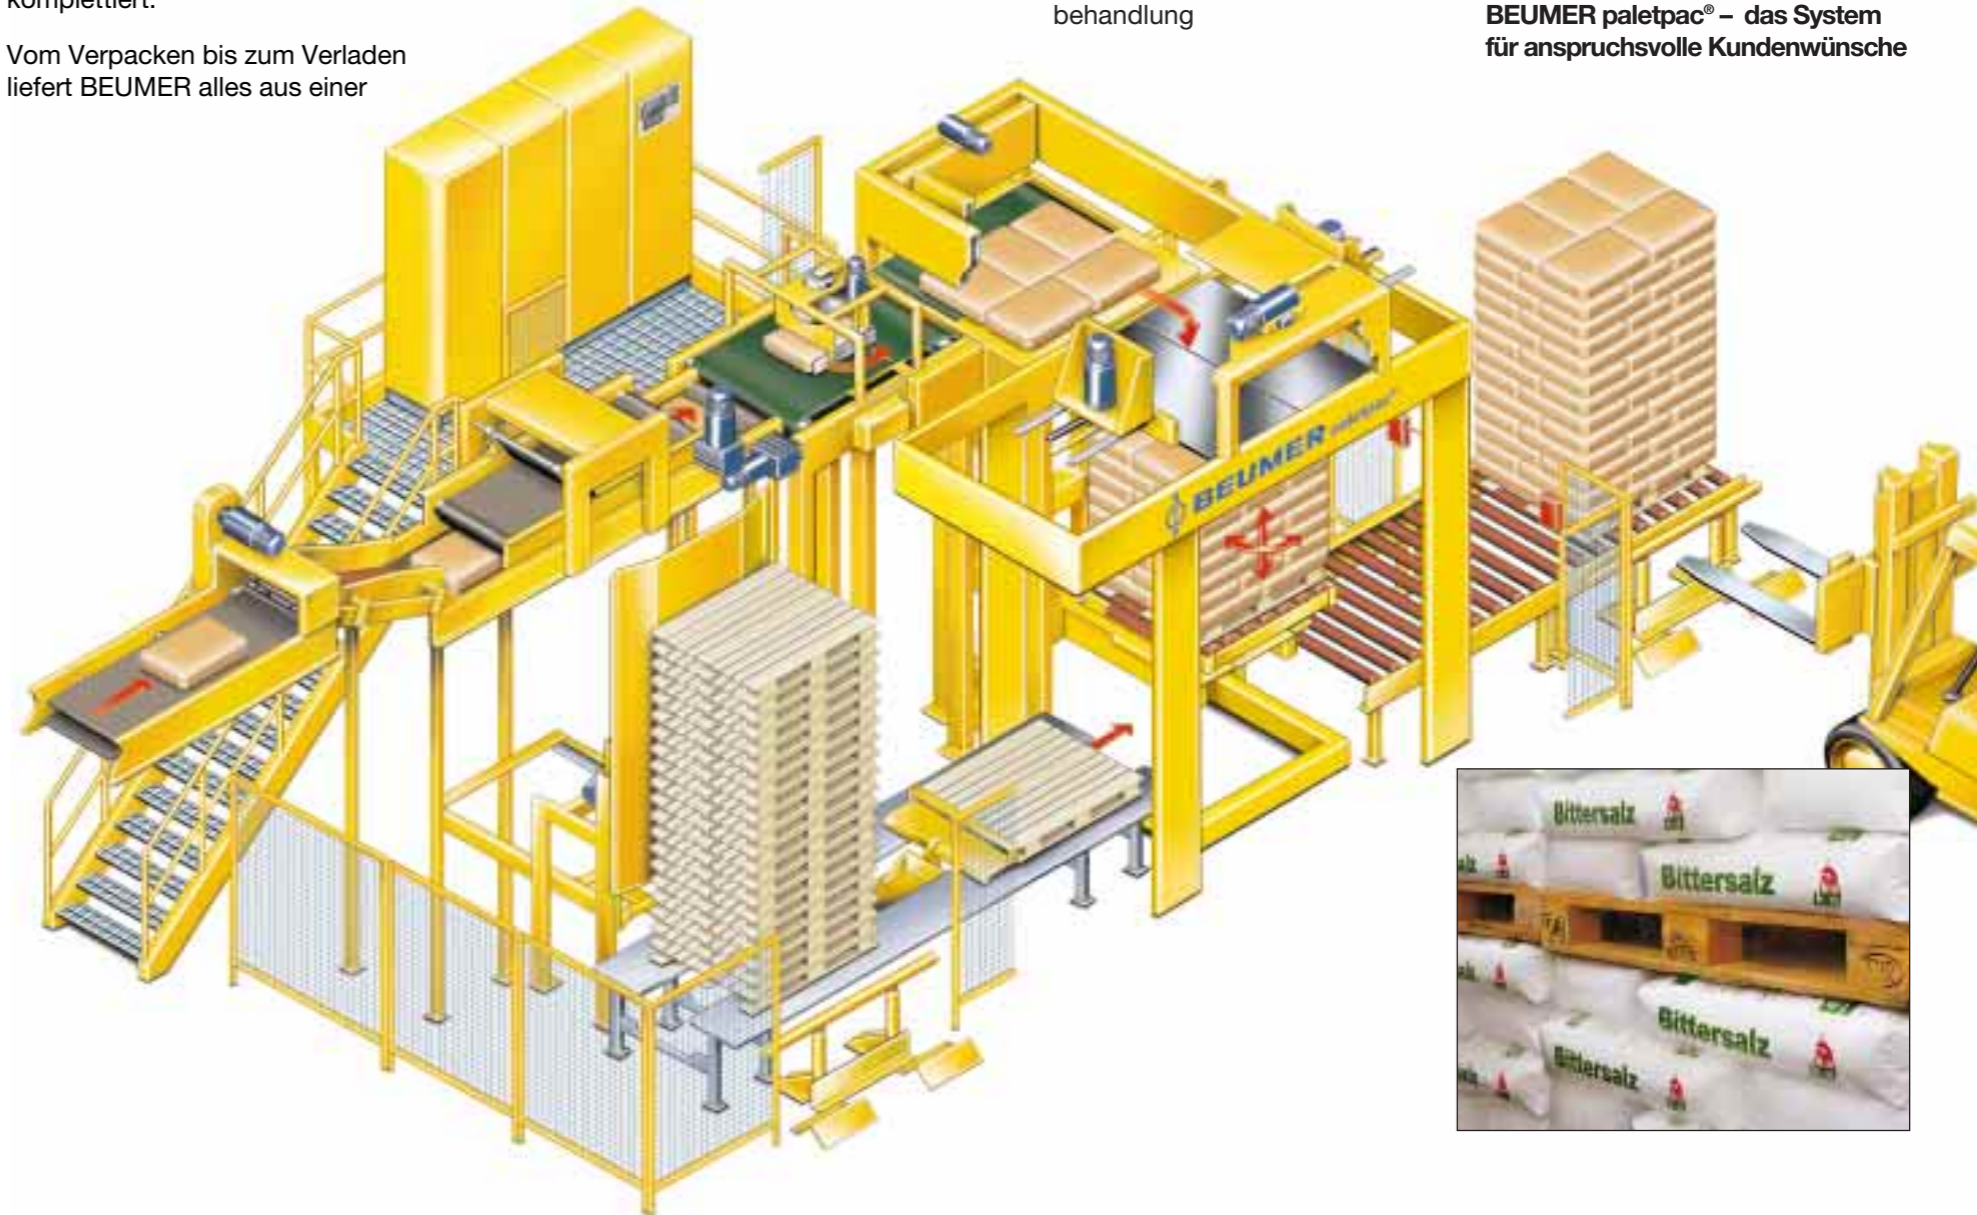 komplettiert.
Vom Verpacken bis zum Verladen
liefert BEUMER alles aus einer
behandlung
BEUMER paletpac® – das System
für anspruchsvolle Kundenwünsche
BEUMER paletpac®
Bittersalz
Bittersalz
Bittersalz
Bittersalz